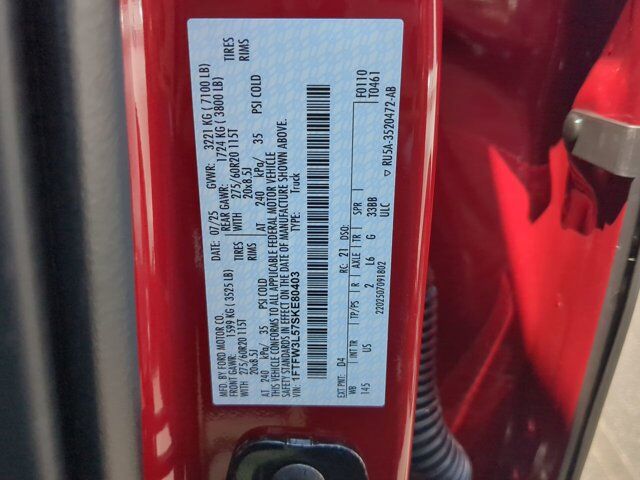 MFD. BY FORD MOTOR CO. DATE: 07/25 GVWR: 3221 KG ( 7100 LB)
FRONT GAWR: 1599 KG ( 3525 LB) REAR GAWR: 1724 KG ( 3800 LB)
WITH 275/60R20 115T TIRES WITH 275/60R20 115T TIRES
20x8.5J RIMS 20x8.5J RIMS
AT 240 kPa/ 35 PSI COLD AT 240 kPa/ 35 PSI COLD
THIS VEHICLE CONFORMS TO ALL APPLICABLE FEDERAL MOTOR VEHICLE
SAFETY STANDARDS IN EFFECT ON THE DATE OF MANUFACTURE SHOWN ABOVE.
VIN: 1FTFW3L57SKE80403 TYPE: Truck
F0110
T0461
EXT PNT: D4 RC: 21 DSO:
WB INT TR TP/PS R AXLE TR SPR
145 US 2 L6 G 33BB
ULC
2202507091802
▽ RU5A-3520472-AB